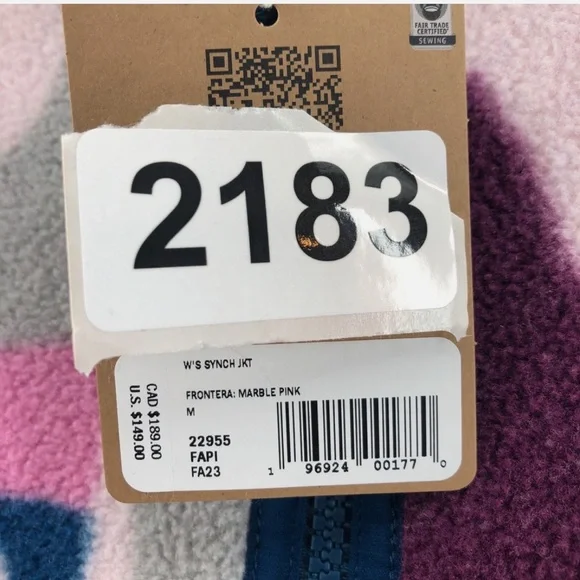 FAIR TRADE
CERTIFIED
SEWING
2183
W'S SYNCH JKT
FRONTERA: MARBLE PINK
M
22955
FAPI
FA23
CAD $189.00
U.S. $149.00
1 96924 00177 0